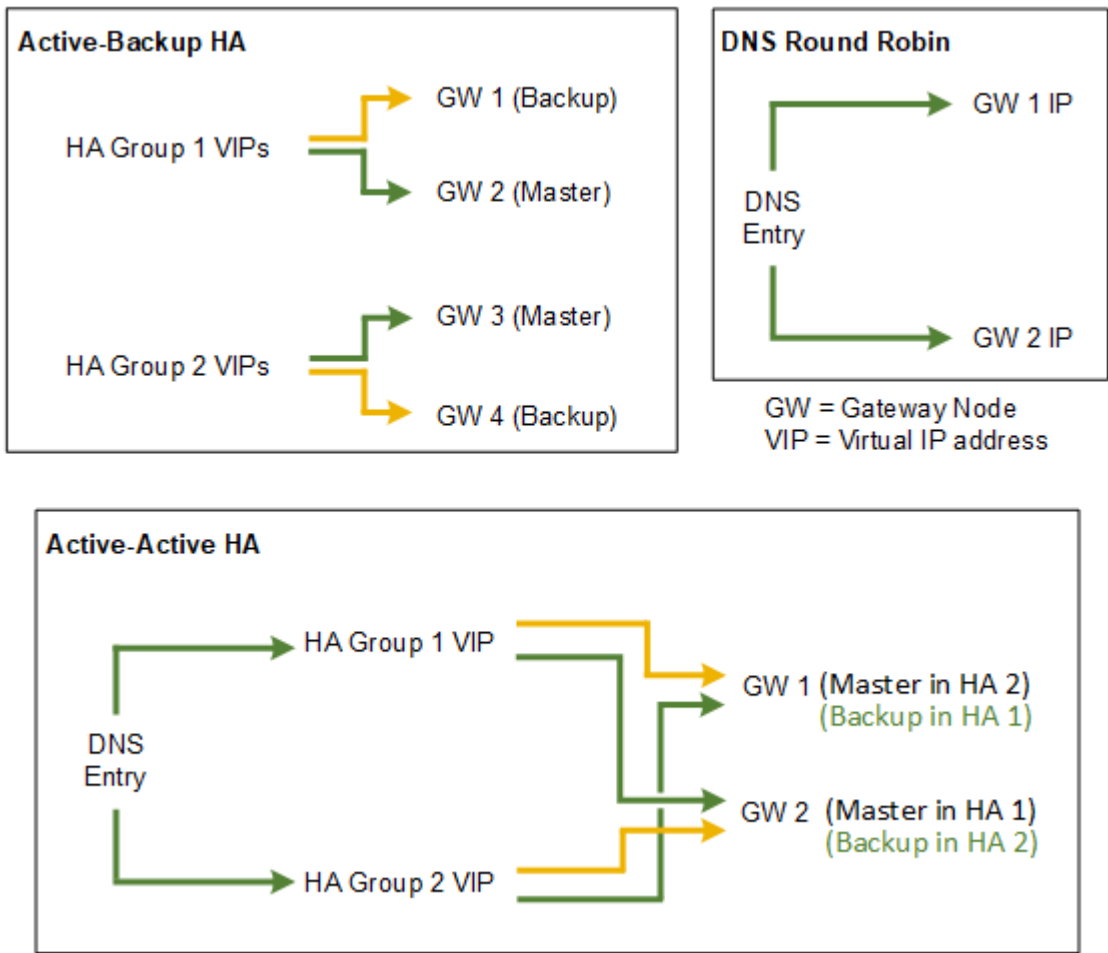 Active-Backup HA
GW 1 (Backup)
HA Group 1 VIPs
GW 2 (Master)
GW 3 (Master)
HA Group 2 VIPs
GW 4 (Backup)
DNS Round Robin
GW 1 IP
DNS
Entry
GW 2 IP
GW = Gateway Node
VIP = Virtual IP address
Active-Active HA
HA Group 1 VIP
GW 1 (Master in HA 2)
(Backup in HA 1)
DNS
Entry
GW 2 (Master in HA 1)
(Backup in HA 2)
HA Group 2 VIP